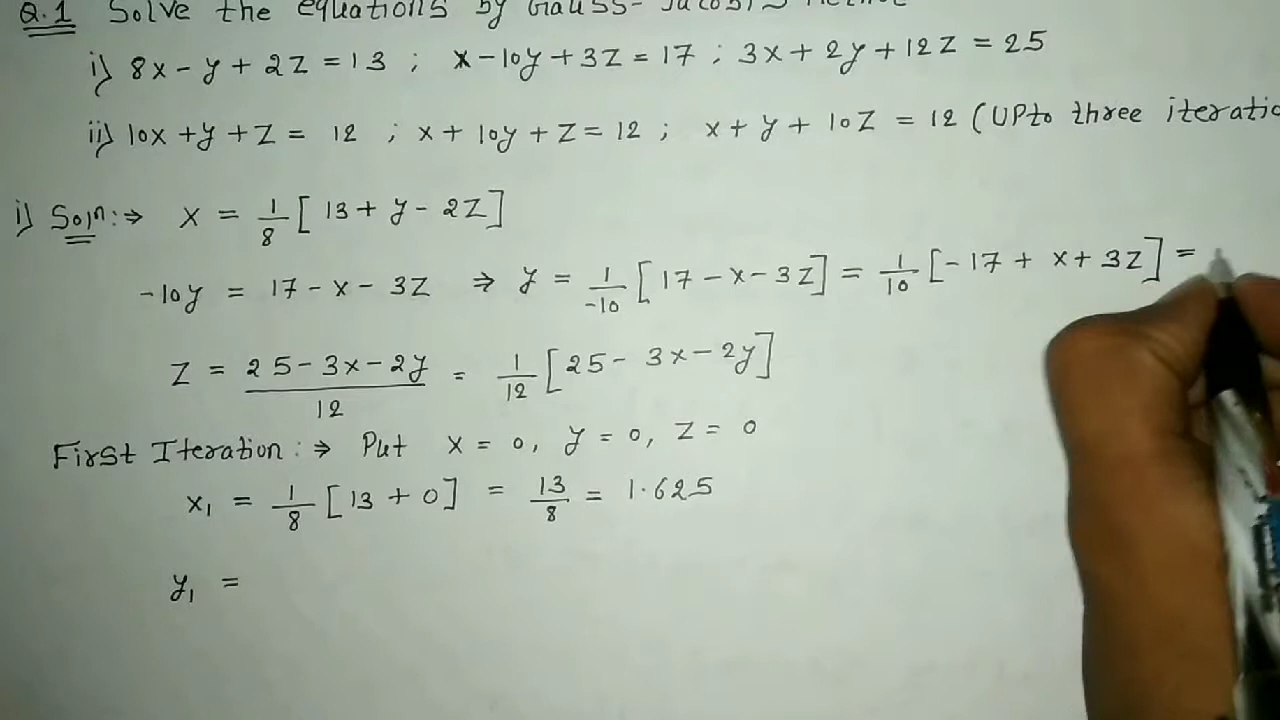 Q.1 Solve the equations by Gauss-Jacobi's
i) 8x - y + 2z = 13 ; x - 10y + 3z = 17 ; 3x + 2y + 12z = 25
ii) 10x + y + z = 12 ; x + 10y + z = 12 ; x + y + 10z = 12 (UPto three
i) Soln :⇒ x = 1/8 [13 + y - 2z]
-10y = 17 - x - 3z ⇒ y = 1/-10 [17 - x - 3z] = 1/10 [-17 + x + 3z] =
z = 25 - 3x - 2y/12 = 1/12 [25 - 3x - 2y]
First Iteration :⇒ Put x = 0, y = 0, z = 0
x₁ = 1/8 [13 + 0] = 13/8 = 1.625
y₁ =